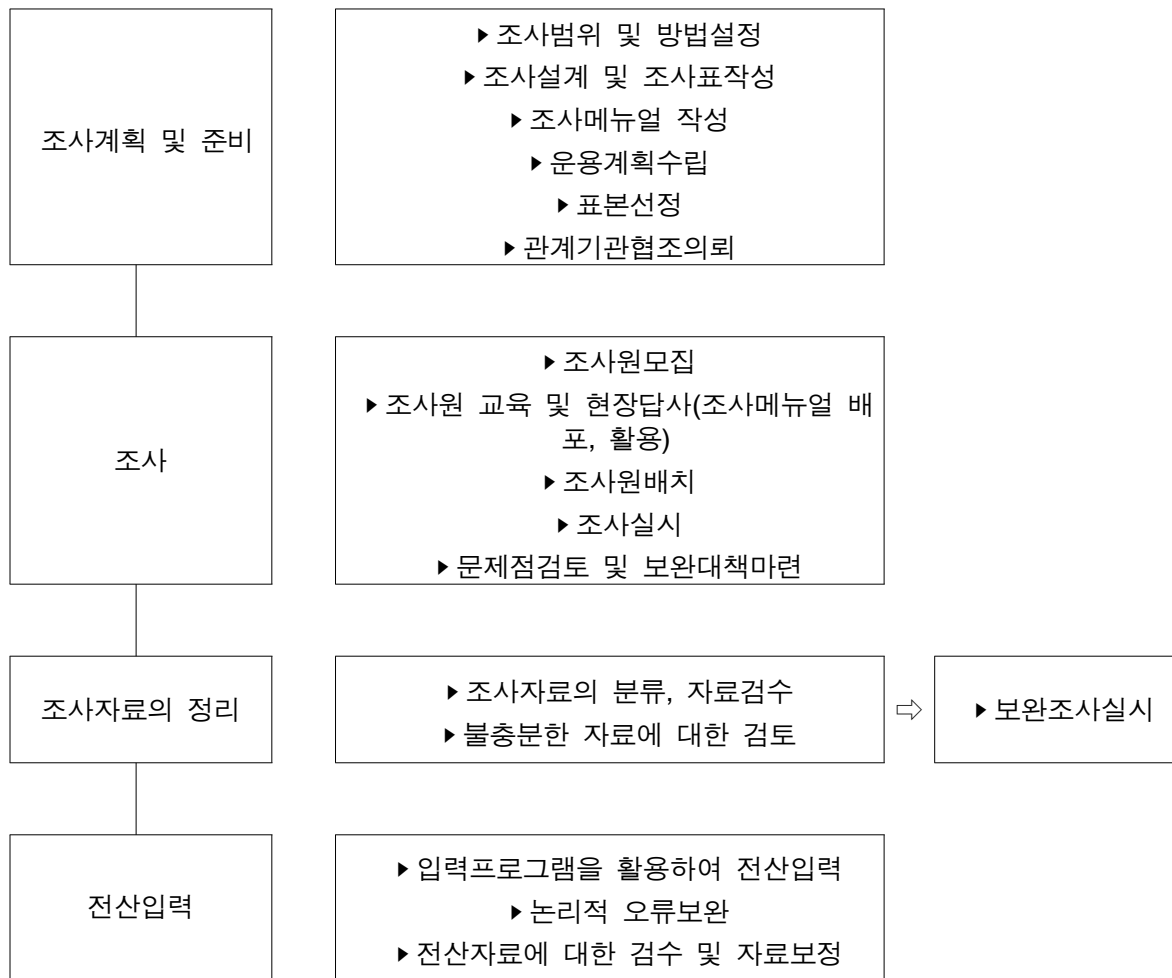 조사계획 및 준비
▶조사범위 및 방법설정
▶조사설계 및 조사표작성
▶조사메뉴얼 작성
▶운용계획수립
▶표본선정
▶관계기관협조의뢰
조사
▶조사원모집
▶조사원 교육 및 현장답사(조사메뉴얼 배
포, 활용)
▶조사원배치
▶조사실시
▶문제점검토 및 보완대책마련
조사자료의 정리
▶조사자료의 분류, 자료검수
▶불충분한 자료에 대한 검토
⇨
▶보완조사실시
전산입력
▶입력프로그램을 활용하여 전산입력
▶논리적 오류보완
▶전산자료에 대한 검수 및 자료보정